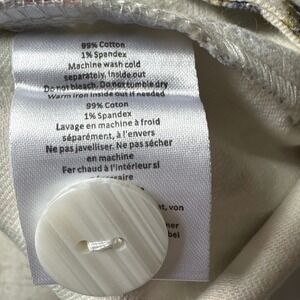 99% Cotton
1% Spandex
Machine wash cold
separately, inside out
Do not bleach. Do not tumble dry
Warm iron inside out if needed
99% Coton
1% Spandex
Lavage en machine à froid
séparément, à l'envers
Ne pas javelliser. Ne pas sécher
en machine
Fer chaud à l'intérieur si
at, von